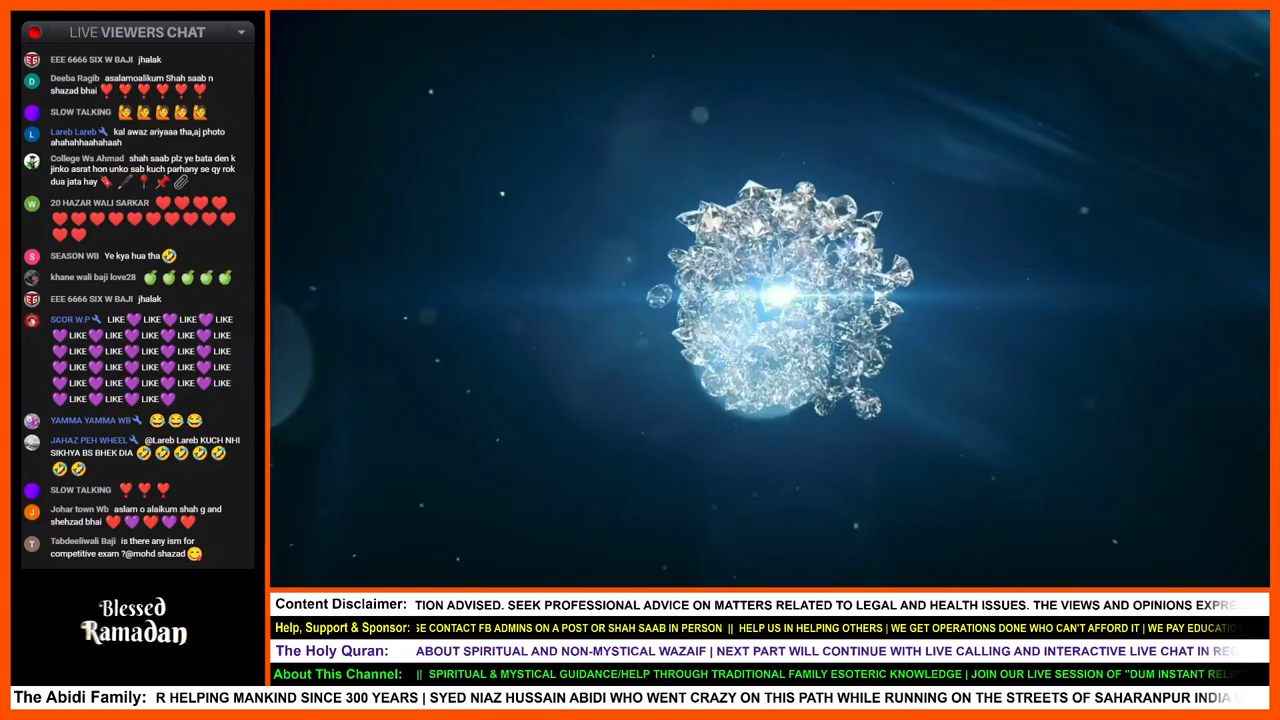 LIVE VIEWERS CHAT
EEE 6666 SIX W BAJI jhalak
Deeba Ragib asalamoalikum Shah saab n
shazad bhai ❣️❣️❣️❣️❣️❣️
SLOW TALKING 🙋🙋🙋🙋🙋
Lareb Lareb kal awaz ariyaaa tha,aj photo
ahahahhaahahaah
College Ws Ahmad shah saab plz ye bata den k
jinko asrat hon unko sab kuch parhany se qy rok
dua jata hay 🔖🖌️📍📌📎
20 HAZAR WALI SARKAR ❤️❤️❤️❤️
❤️❤️❤️❤️❤️❤️❤️❤️❤️❤️
❤️❤️
SEASON WB Ye kya hua tha 🤣
khane wali baji love28 🍏🍏🍏🍏🍏
EEE 6666 SIX W BAJI jhalak
SCOR W.P LIKE💜LIKE💜LIKE💜LIKE
💜LIKE💜LIKE💜LIKE💜LIKE💜LIKE
💜LIKE💜LIKE💜LIKE💜LIKE💜LIKE
💜LIKE💜LIKE💜LIKE💜LIKE💜LIKE
💜LIKE💜LIKE💜LIKE💜LIKE💜LIKE
💜LIKE💜LIKE💜LIKE💜
YAMMA YAMMA WB 😂😂😂
JAHAZ PEH WHEEL @Lareb Lareb KUCH NHI
SIKHYA BS BHEK DIA 🤣🤣🤣🤣🤣
🤣🤣
SLOW TALKING ❣️❣️❣️
Johar town Wb aslam o alaikum shah g and
shehzad bhai ❤️💜❤️💜❤️
Tabdeeliwali Baji is there any ism for
competitive exam ?@mohd shazad 😋
Blessed
Ramadan
Content Disclaimer: TION ADVISED. SEEK PROFESSIONAL ADVICE ON MATTERS RELATED TO LEGAL AND HEALTH ISSUES. THE VIEWS AND OPINIONS EXPRE
Help, Support & Sponsor: SE CONTACT FB ADMINS ON A POST OR SHAH SAAB IN PERSON || HELP US IN HELPING OTHERS | WE GET OPERATIONS DONE WHO CAN'T AFFORD IT | WE PAY EDUCATIO
The Holy Quran: ABOUT SPIRITUAL AND NON-MYSTICAL WAZAIF | NEXT PART WILL CONTINUE WITH LIVE CALLING AND INTERACTIVE LIVE CHAT IN REG
About This Channel: || SPIRITUAL & MYSTICAL GUIDANCE/HELP THROUGH TRADITIONAL FAMILY ESOTERIC KNOWLEDGE | JOIN OUR LIVE SESSION OF "DUM INSTANT RELI
The Abidi Family: R HELPING MANKIND SINCE 300 YEARS | SYED NIAZ HUSSAIN ABIDI WHO WENT CRAZY ON THIS PATH WHILE RUNNING ON THE STREETS OF SAHARANPUR INDIA